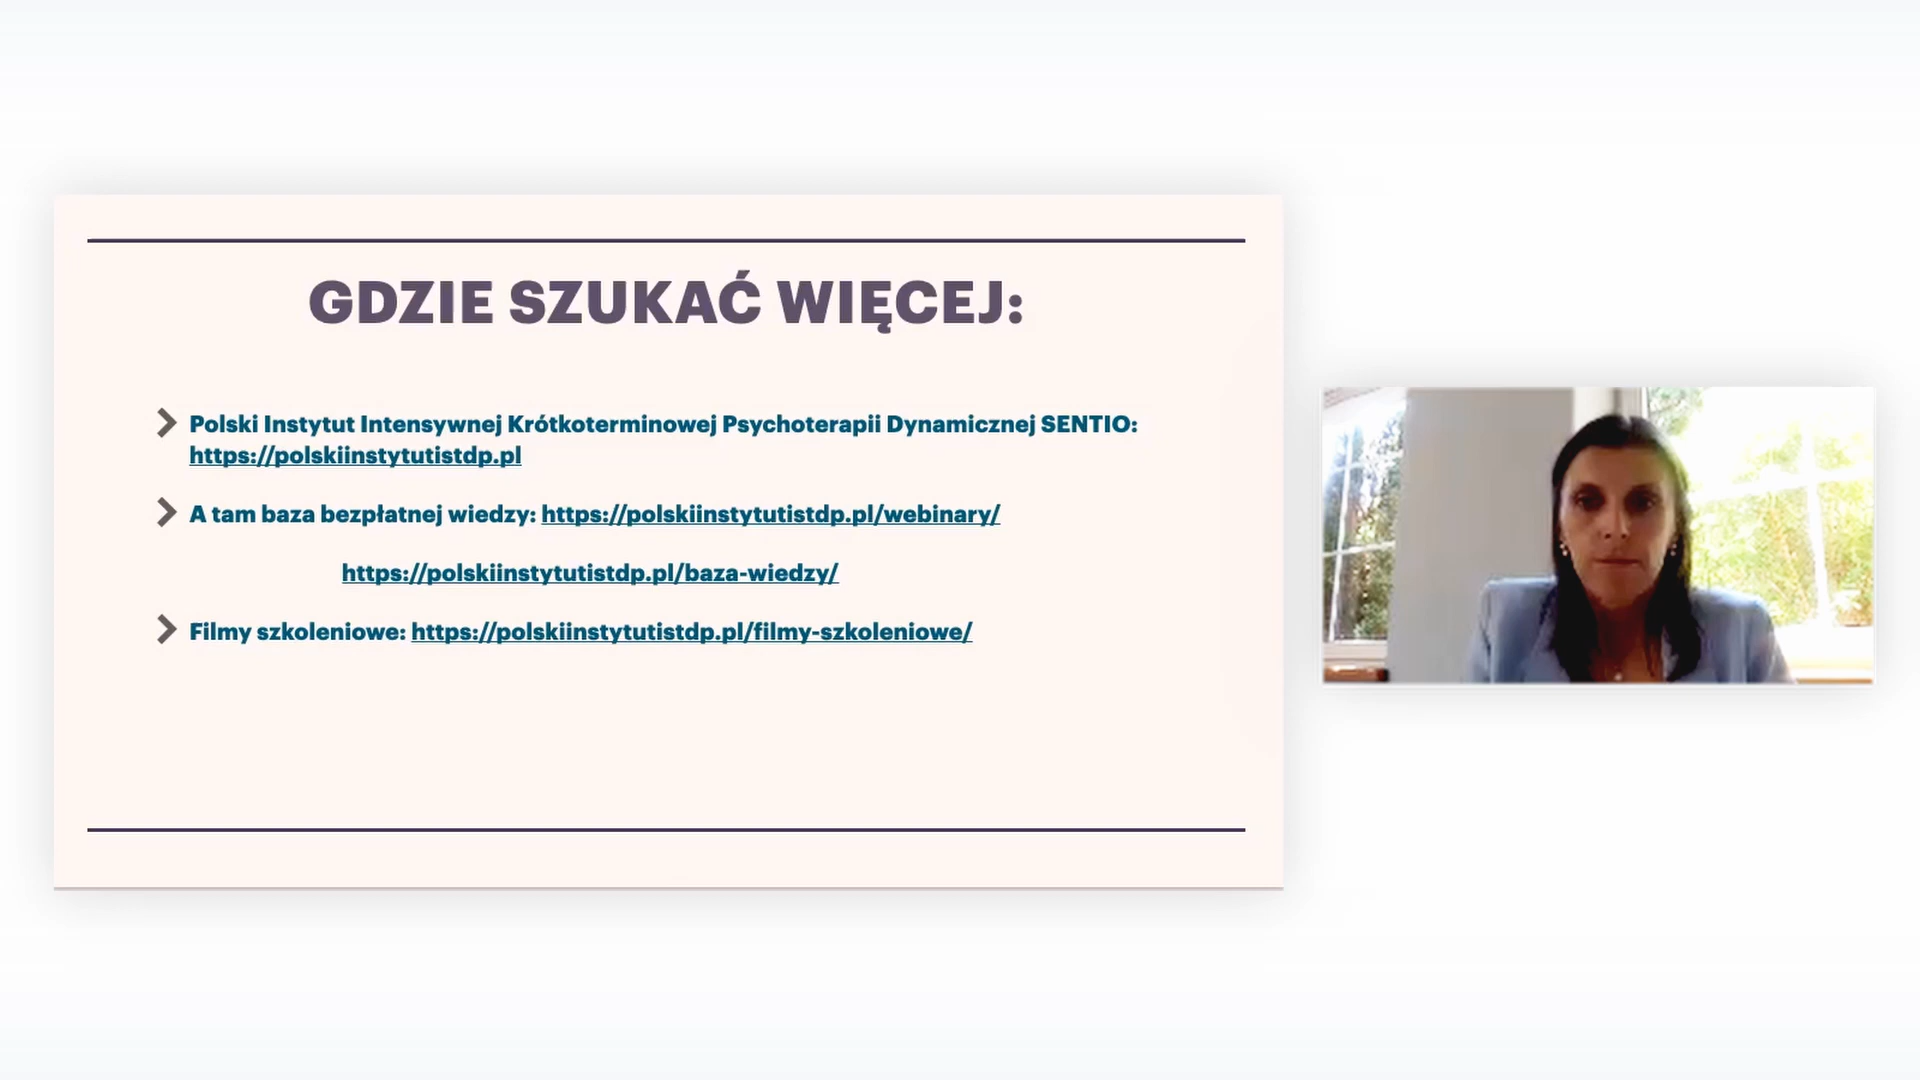 GDZIE SZUKAĆ WIĘCEJ:
Polski Instytut Intensywnej Krótkoterminowej Psychoterapii Dynamicznej SENTIO:
https://polskiinstytutistdp.pl
A tam baza bezpłatnej wiedzy: https://polskiinstytutistdp.pl/webinary/
https://polskiinstytutistdp.pl/baza-wiedzy/
Filmy szkoleniowe: https://polskiinstytutistdp.pl/filmy-szkoleniowe/